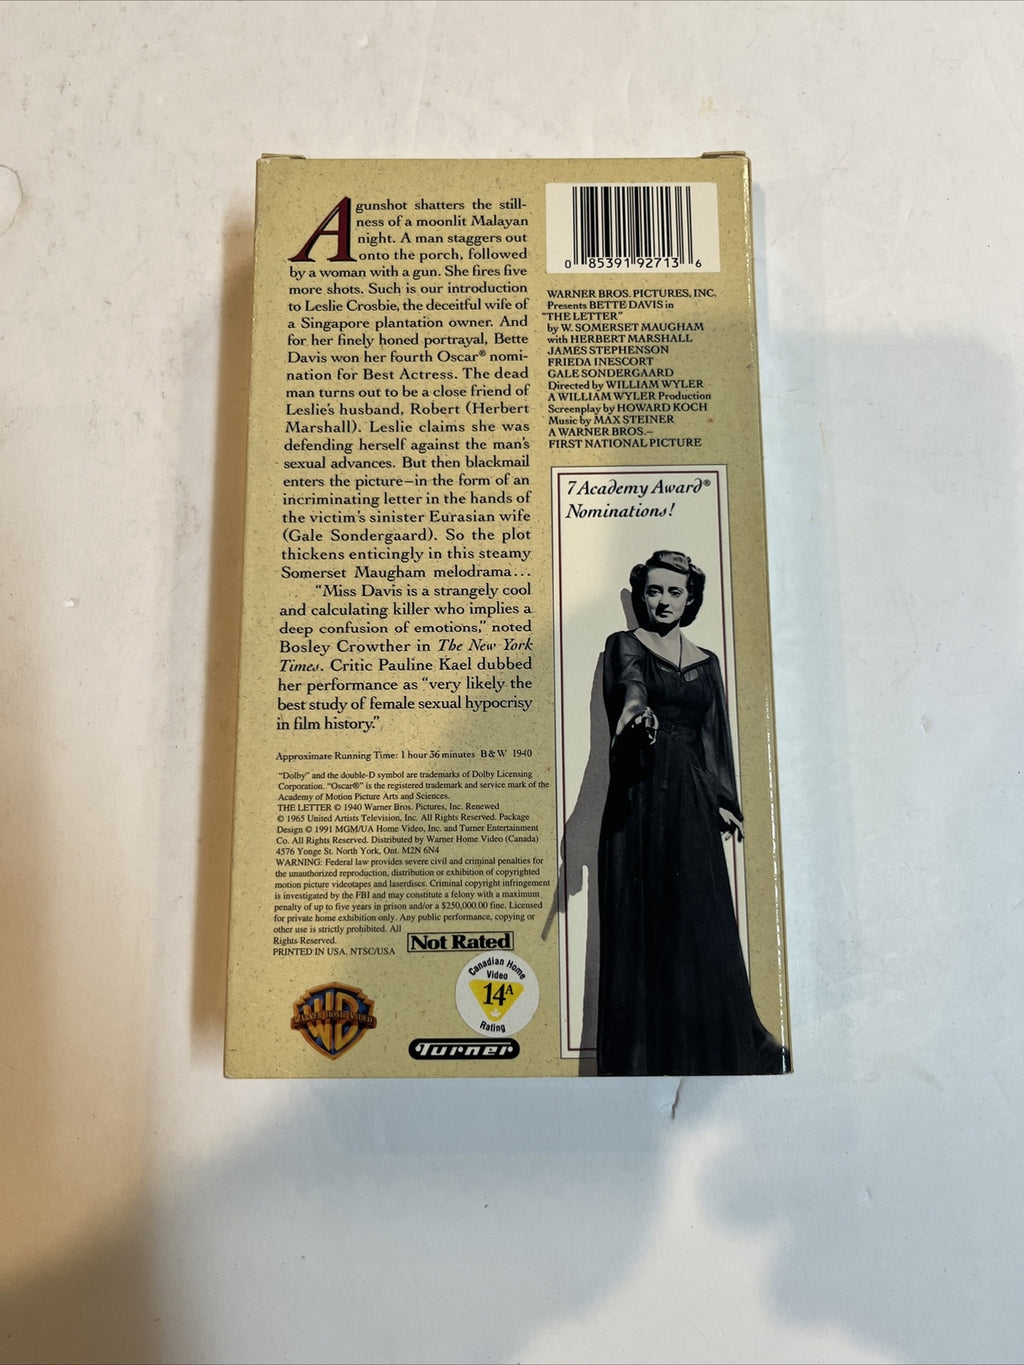 A gunshot shatters the still-
ness of a moonlit Malayan
night. A man staggers out
onto the porch, followed
by a woman with a gun. She fires five
more shots. Such is our introduction
to Leslie Crosbie, the deceitful wife of
a Singapore plantation owner. And
for her finely honed portrayal, Bette
Davis won her fourth Oscar® nomi-
nation for Best Actress. The dead
man turns out to be a close friend of
Leslie's husband, Robert (Herbert
Marshall). Leslie claims she was
defending herself against the man's
sexual advances. But then blackmail
enters the picture—in the form of an
incriminating letter in the hands of
the victim's sinister Eurasian wife
(Gale Sondergaard). So the plot
thickens enticingly in this steamy
Somerset Maugham melodrama...
"Miss Davis is a strangely cool
and calculating killer who implies a
deep confusion of emotions," noted
Bosley Crowther in The New York
Times. Critic Pauline Kael dubbed
her performance as "very likely the
best study of female sexual hypocrisy
in film history."
Approximate Running Time: 1 hour 36 minutes B&W 1940
"Dolby" and the double-D symbol are trademarks of Dolby Licensing
Corporation. "Oscar®" is the registered trademark and service mark of the
Academy of Motion Picture Arts and Sciences.
THE LETTER © 1940 Warner Bros. Pictures, Inc. Renewed
© 1965 United Artists Television, Inc. All Rights Reserved. Package
Design © 1991 MGM/UA Home Video, Inc. and Turner Entertainment
Co. All Rights Reserved. Distributed by Warner Home Video (Canada)
4576 Yonge St. North York, Ont. M2N 6N4
WARNING: Federal law provides severe civil and criminal penalties for
the unauthorized reproduction, distribution or exhibition of copyrighted
motion picture videotapes and laserdiscs. Criminal copyright infringement
is investigated by the FBI and may constitute a felony with a maximum
penalty of up to five years in prison and/or a $250,000.00 fine. Licensed
for private home exhibition only. Any public performance, copying or
other use is strictly prohibited. All
Rights Reserved.
PRINTED IN USA. NTSC/USA
Not Rated
Canadian Home
Video
14A
Rating
WARNER HOME VIDEO
WB
Turner
0 85391 92713 6
WARNER BROS. PICTURES, INC.
Presents BETTE DAVIS in
"THE LETTER"
by W. SOMERSET MAUGHAM
with HERBERT MARSHALL
JAMES STEPHENSON
FRIEDA INESCORT
GALE SONDERGAARD
Directed by WILLIAM WYLER
A WILLIAM WYLER Production
Screenplay by HOWARD KOCH
Music by MAX STEINER
A WARNER BROS.–
FIRST NATIONAL PICTURE
7 Academy Award®
Nominations!